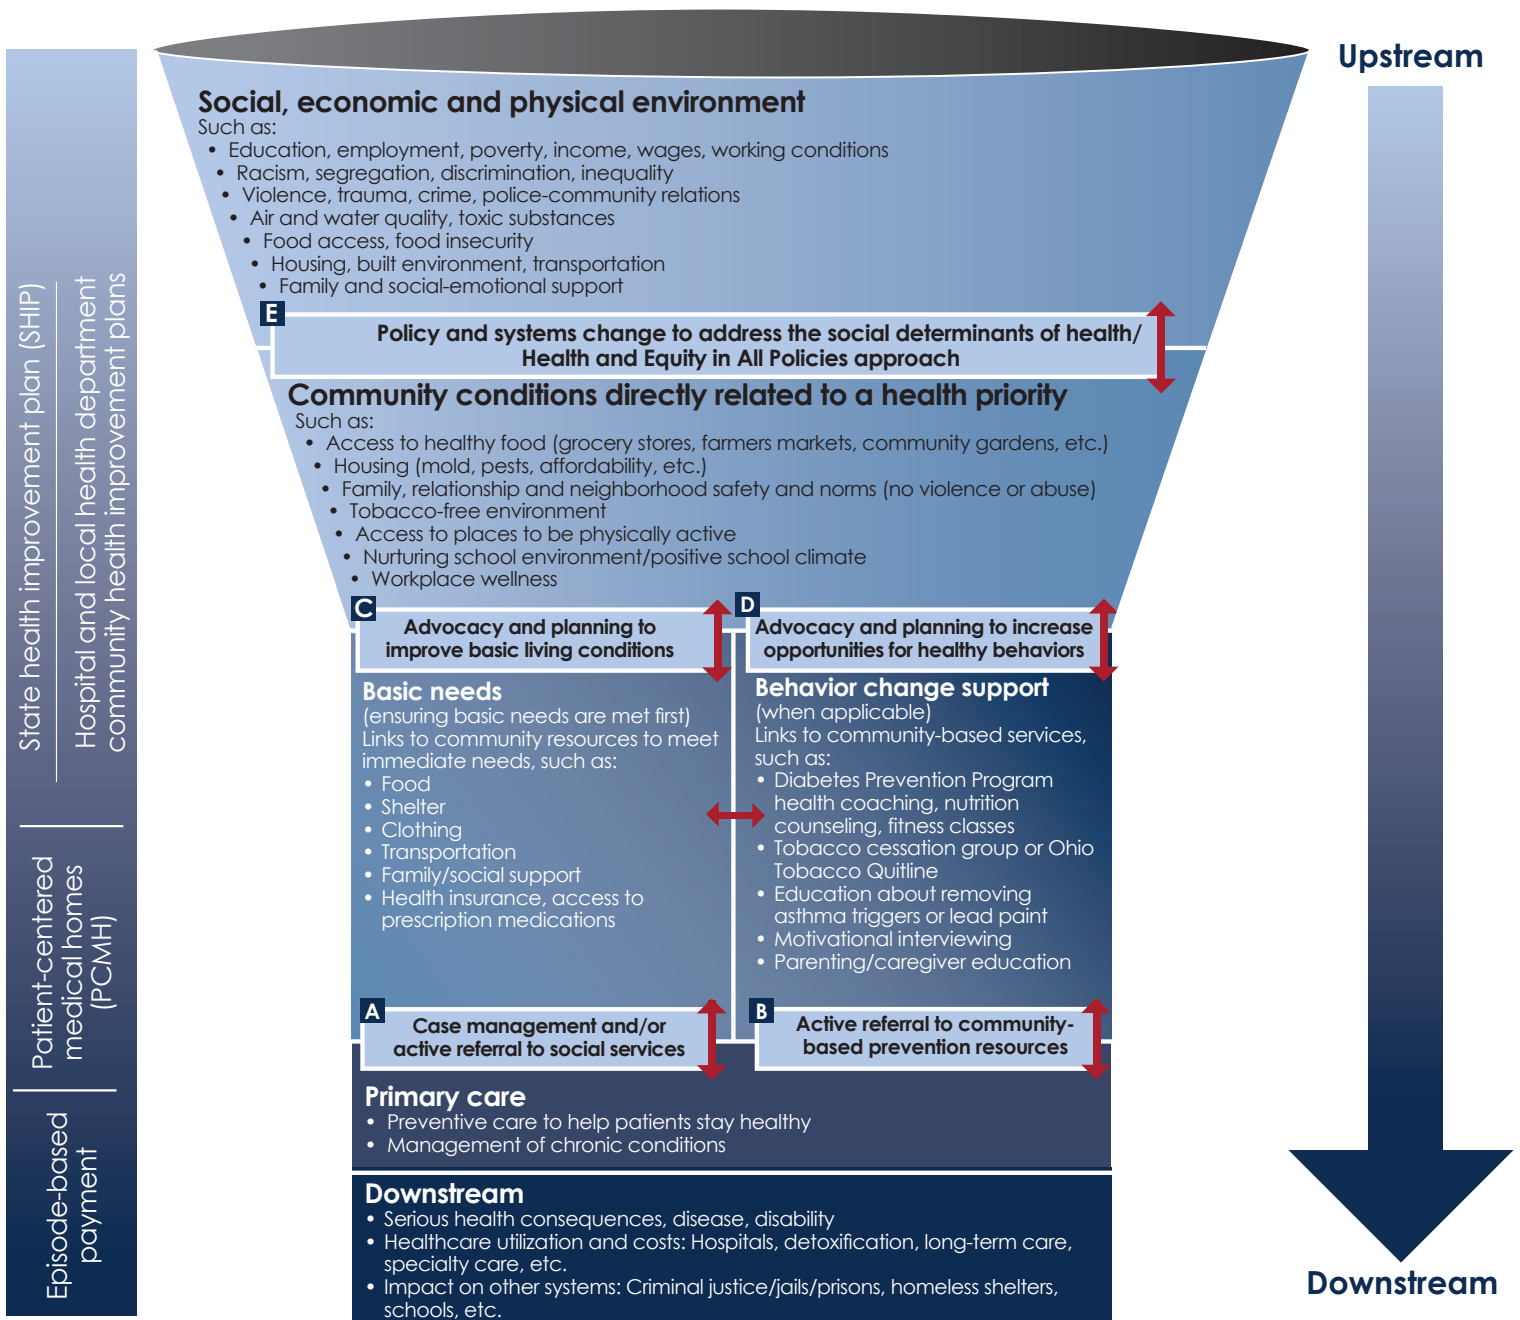 Upstream
Social, economic and physical environment
Such as:
• Education, employment, poverty, income, wages, working conditions
• Racism, segregation, discrimination, inequality
• Violence, trauma, crime, police-community relations
• Air and water quality, toxic substances
• Food access, food insecurity
• Housing, built environment, transportation
• Family and social-emotional support
E
Policy and systems change to address the social determinants of health/
Health and Equity in All Policies approach
Community conditions directly related to a health priority
Such as:
• Access to healthy food (grocery stores, farmers markets, community gardens, etc.)
• Housing (mold, pests, affordability, etc.)
• Family, relationship and neighborhood safety and norms (no violence or abuse)
• Tobacco-free environment
• Access to places to be physically active
• Nurturing school environment/positive school climate
• Workplace wellness
C
Advocacy and planning to
improve basic living conditions
D
Advocacy and planning to increase
opportunities for healthy behaviors
Basic needs
(ensuring basic needs are met first)
Links to community resources to meet
immediate needs, such as:
• Food
• Shelter
• Clothing
• Transportation
• Family/social support
• Health insurance, access to
prescription medications
Behavior change support
(when applicable)
Links to community-based services,
such as:
• Diabetes Prevention Program
health coaching, nutrition
counseling, fitness classes
• Tobacco cessation group or Ohio
Tobacco Quitline
• Education about removing
asthma triggers or lead paint
• Motivational interviewing
• Parenting/caregiver education
A
Case management and/or
active referral to social services
B
Active referral to community-
based prevention resources
Primary care
• Preventive care to help patients stay healthy
• Management of chronic conditions
Downstream
• Serious health consequences, disease, disability
• Healthcare utilization and costs: Hospitals, detoxification, long-term care,
specialty care, etc.
• Impact on other systems: Criminal justice/jails/prisons, homeless shelters,
schools, etc.
State health improvement plan (SHIP)
Hospital and local health department
community health improvement plans
Patient-centered
medical homes
(PCMH)
Episode-based
payment
Downstream